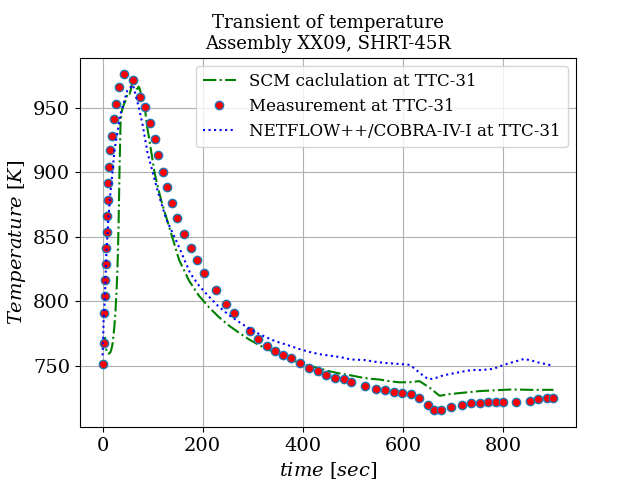 Transient of temperature
Assembly XX09, SHRT-45R
SCM caclulation at TTC-31
Measurement at TTC-31
NETFLOW++/COBRA-IV-I at TTC-31
Temperature [K]
950
900
850
800
750
0 200 400 600 800
time [sec]